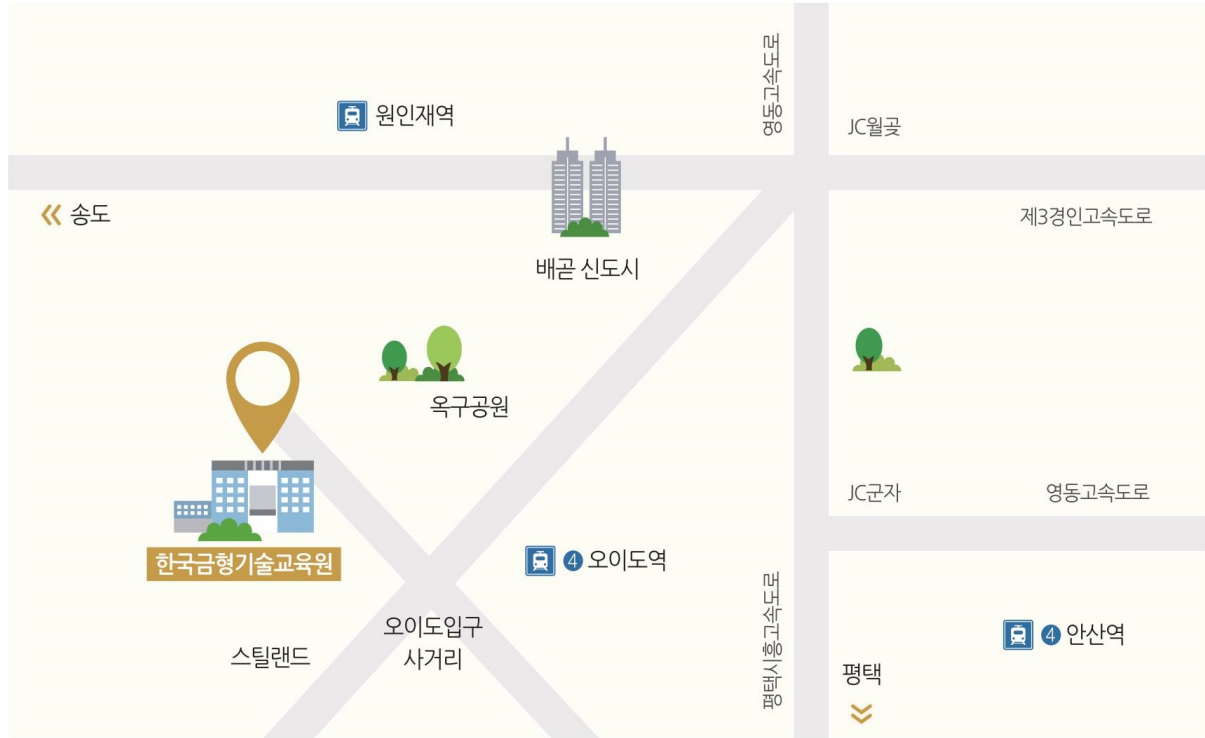 영동고속도로
원인재역
JC월곶
송도
제3경인고속도로
배곧 신도시
옥구공원
JC군자
영동고속도로
한국금형기술교육원
4 오이도역
평택시흥고속도로
오이도입구
사거리
스틸랜드
4 안산역
평택